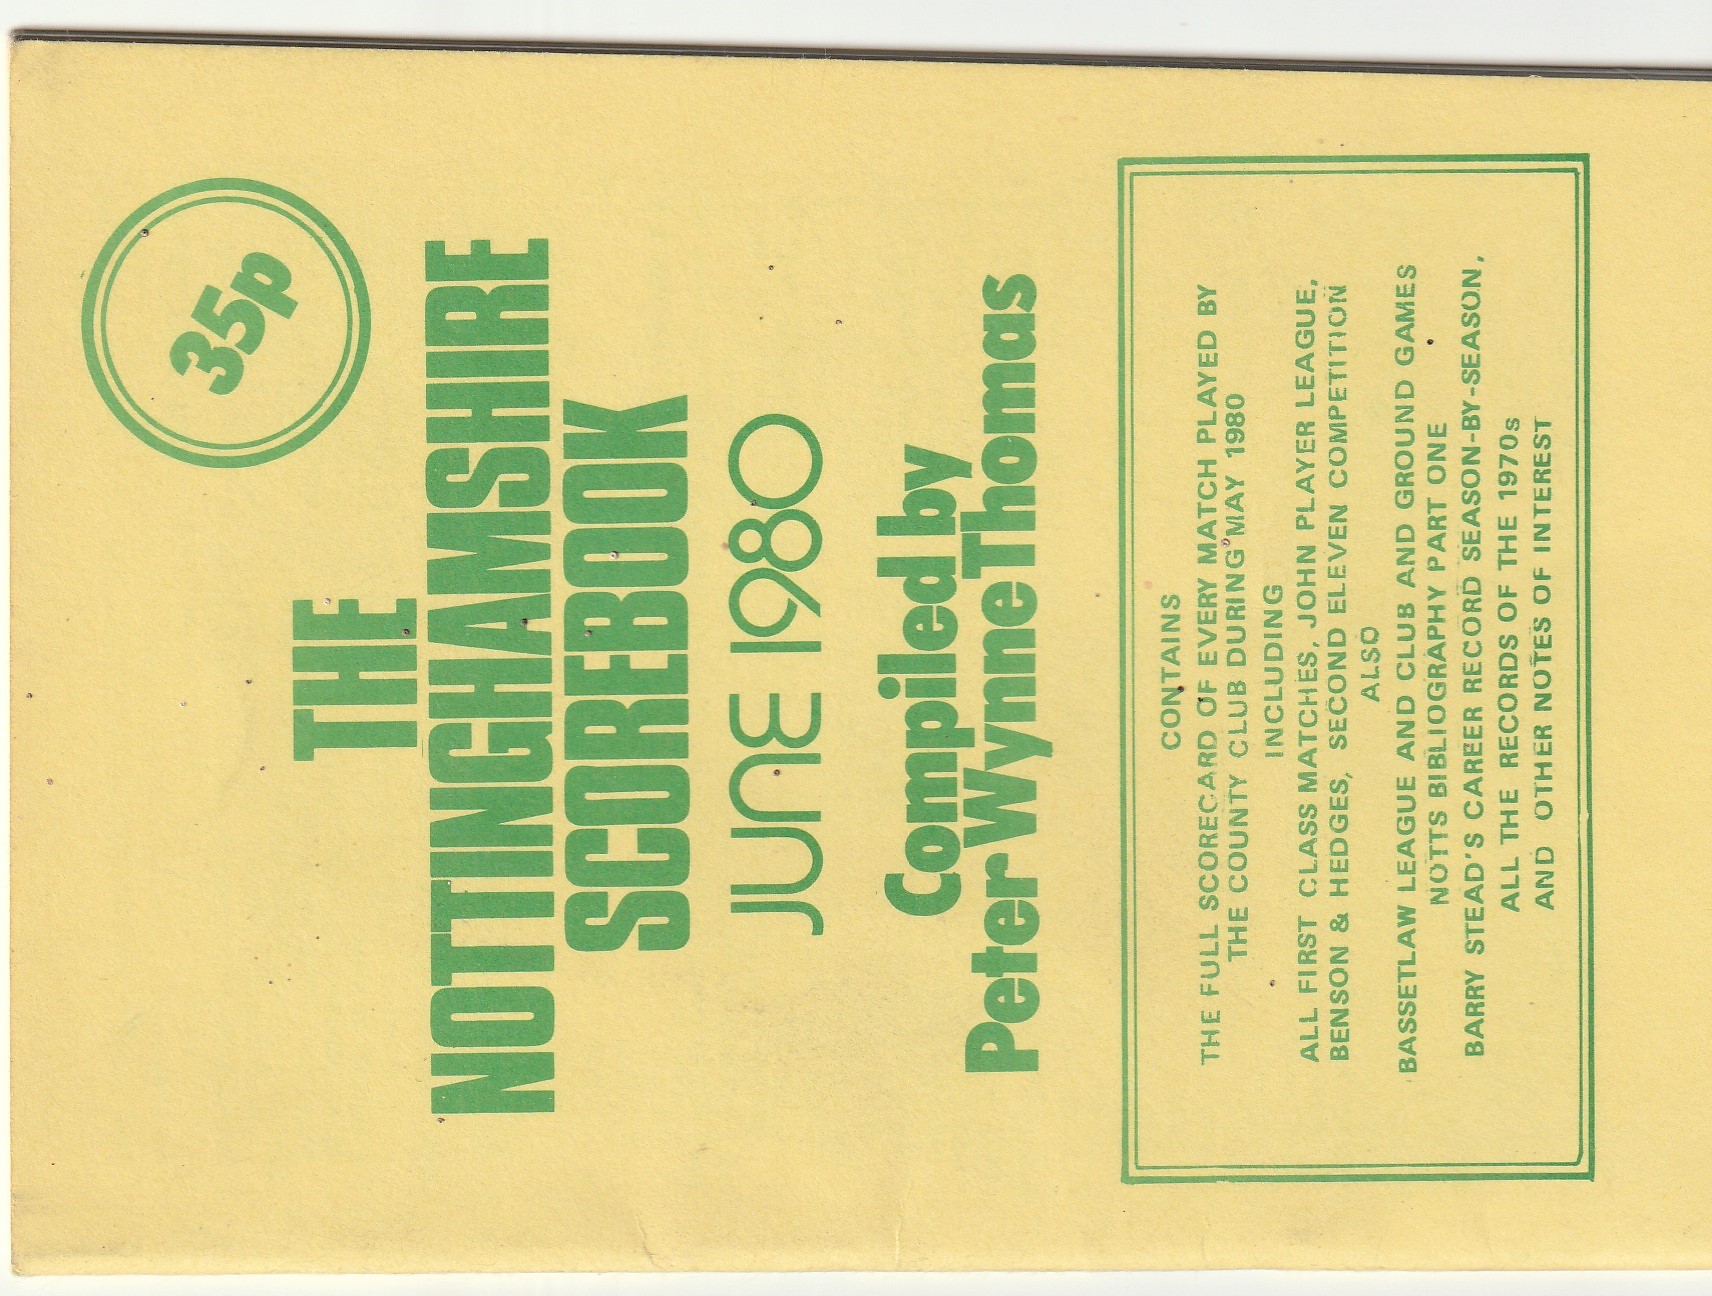 35p
THE
NOTTINGHAMSHIRE
SCOREBOOK
JUNE 1980
Compiled by
Peter Wynne Thomas
CONTAINS
THE FULL SCORECARD OF EVERY MATCH PLAYED BY
THE COUNTY CLUB DURING MAY 1980
INCLUDING
ALL FIRST CLASS MATCHES, JOHN PLAYER LEAGUE,
BENSON & HEDGES, SECOND ELEVEN COMPETITION
ALSO
BASSETLAW LEAGUE AND CLUB AND GROUND GAMES
NOTTS BIBLIOGRAPHY PART ONE
BARRY STEAD'S CAREER RECORD SEASON-BY-SEASON,
ALL THE RECORDS OF THE 1970s
AND OTHER NOTES OF INTEREST